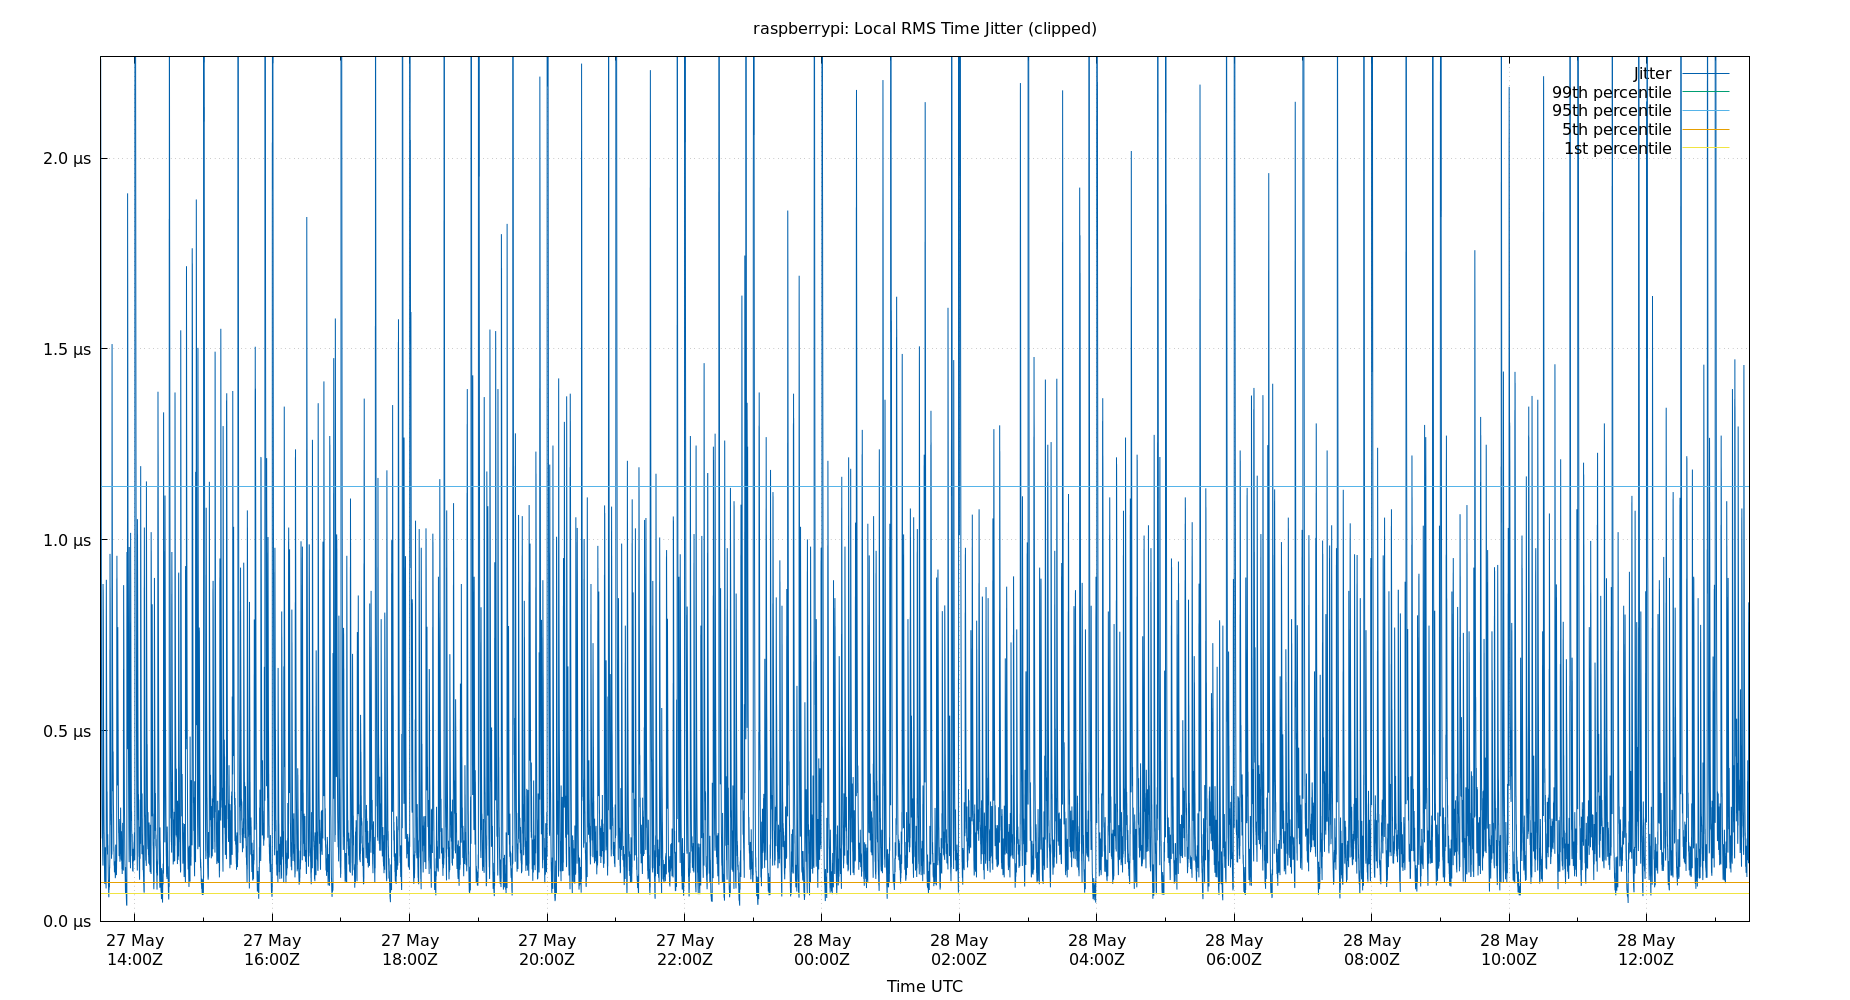 raspberrypi: Local RMS Time Jitter (clipped)
Jitter
99th percentile
95th percentile
5th percentile
1st percentile
2.0 µs
1.5 µs
1.0 µs
0.5 µs
0.0 µs
27 May 27 May 27 May 27 May 27 May 28 May 28 May 28 May 28 May 28 May 28 May 28 May
14:00Z 16:00Z 18:00Z 20:00Z 22:00Z 00:00Z 02:00Z 04:00Z 06:00Z 08:00Z 10:00Z 12:00Z
Time UTC